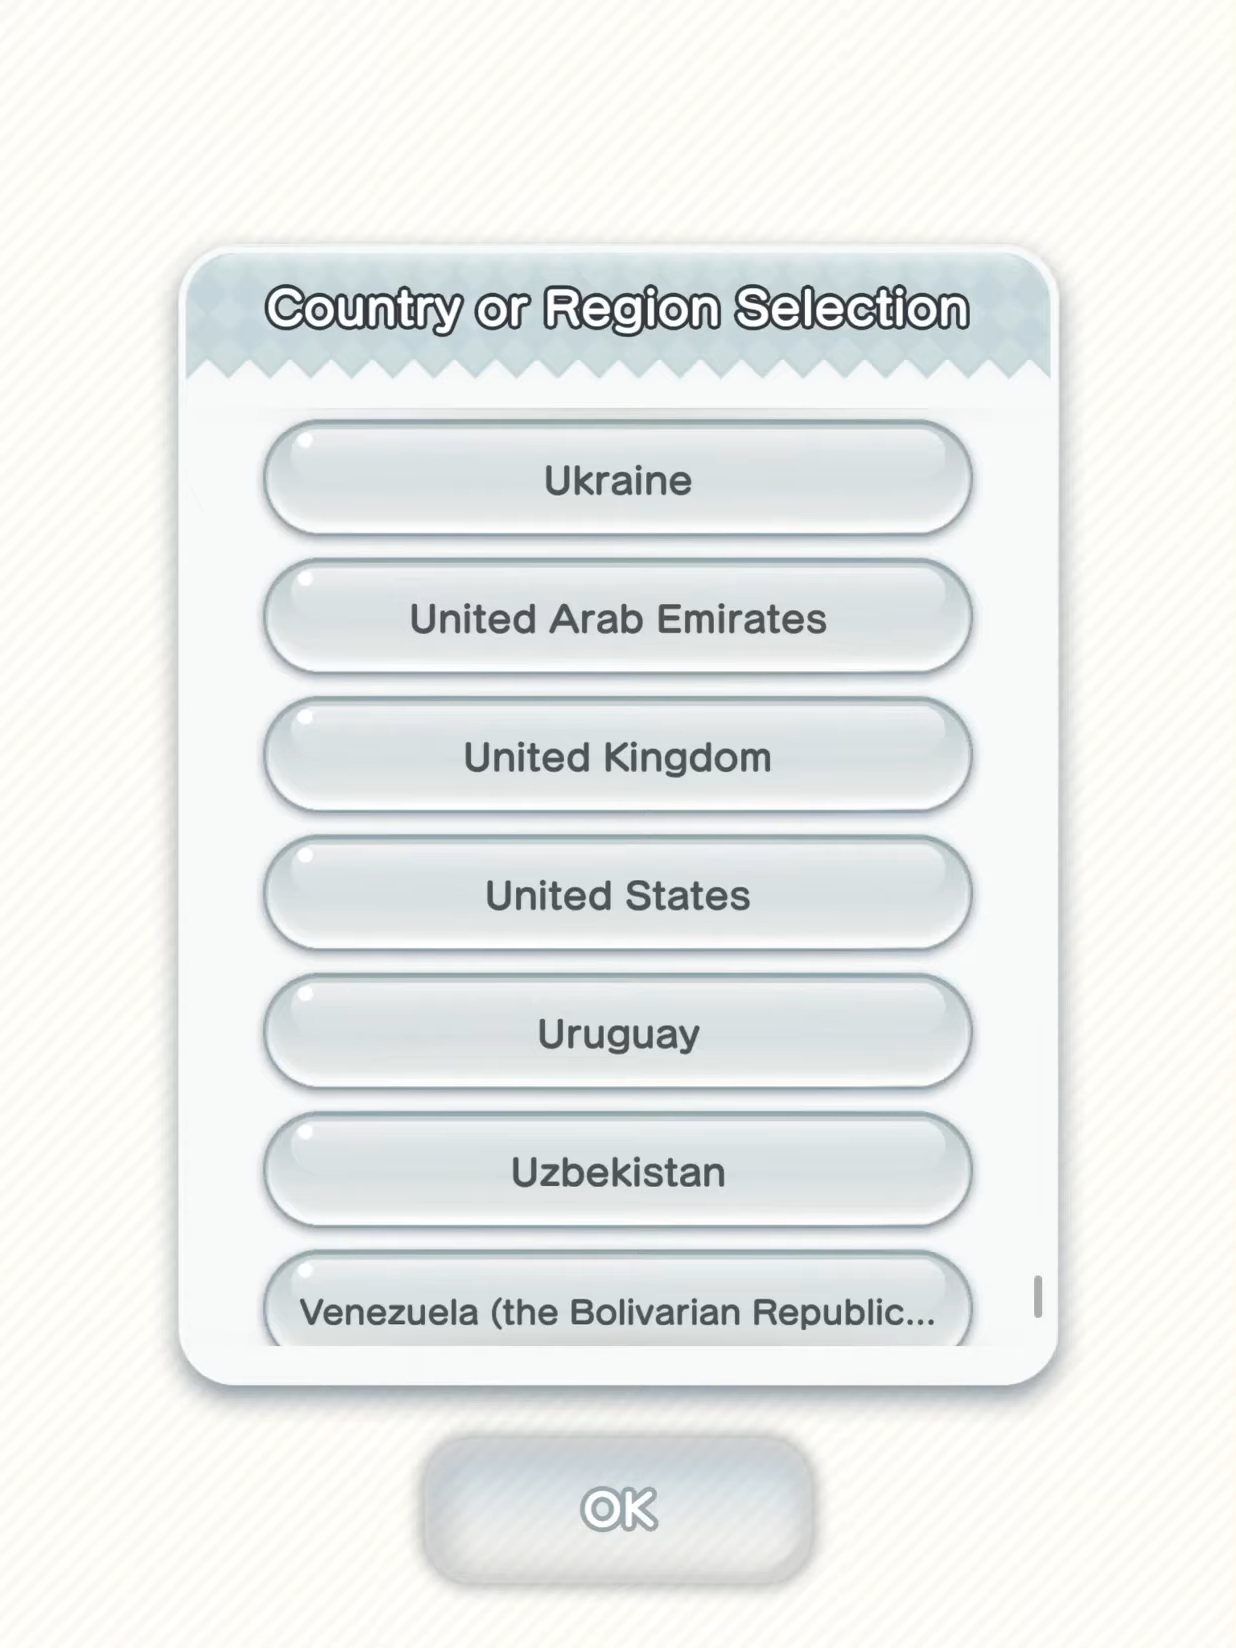 Country or Region Selection
Ukraine
United Arab Emirates
United Kingdom
United States
Uruguay
Uzbekistan
Venezuela (the Bolivarian Republic...
OK